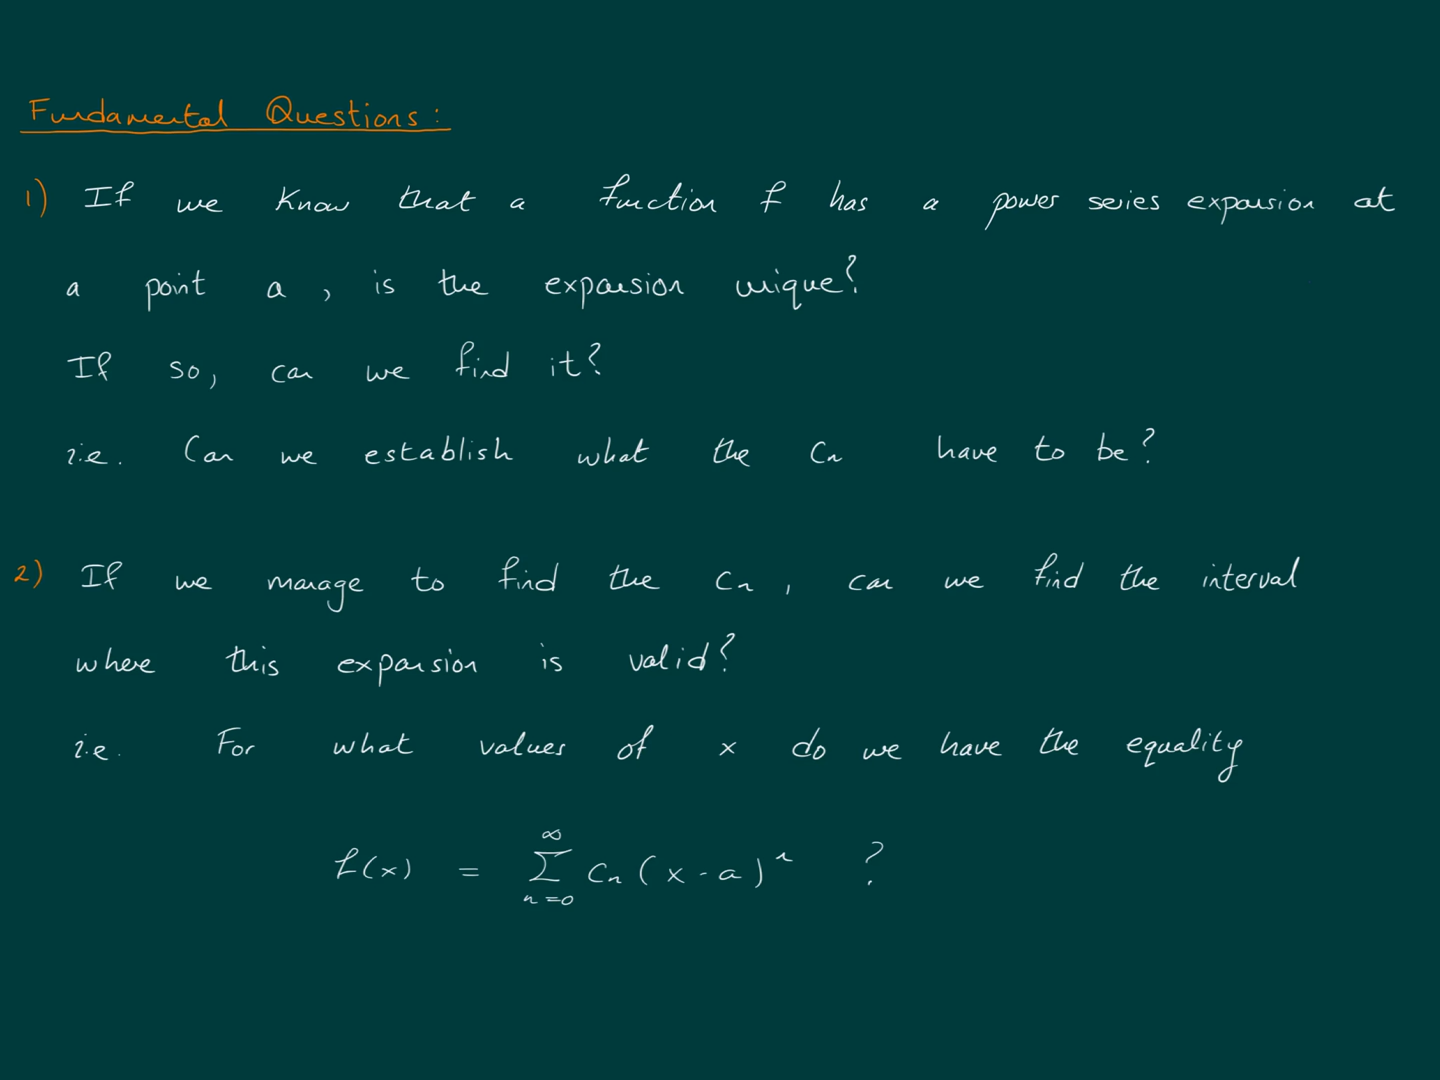 Fundamental Questions:
1) If we know that a function f has a power series expansion at
a point a, is the expansion unique?
If so, can we find it?
i.e. Can we establish what the cn have to be?
2) If we manage to find the cn, can we find the interval
where this expansion is valid?
i.e. For what values of x do we have the equality
f(x) = ∑_{n=0}^{∞} c_n (x-a)^n ?